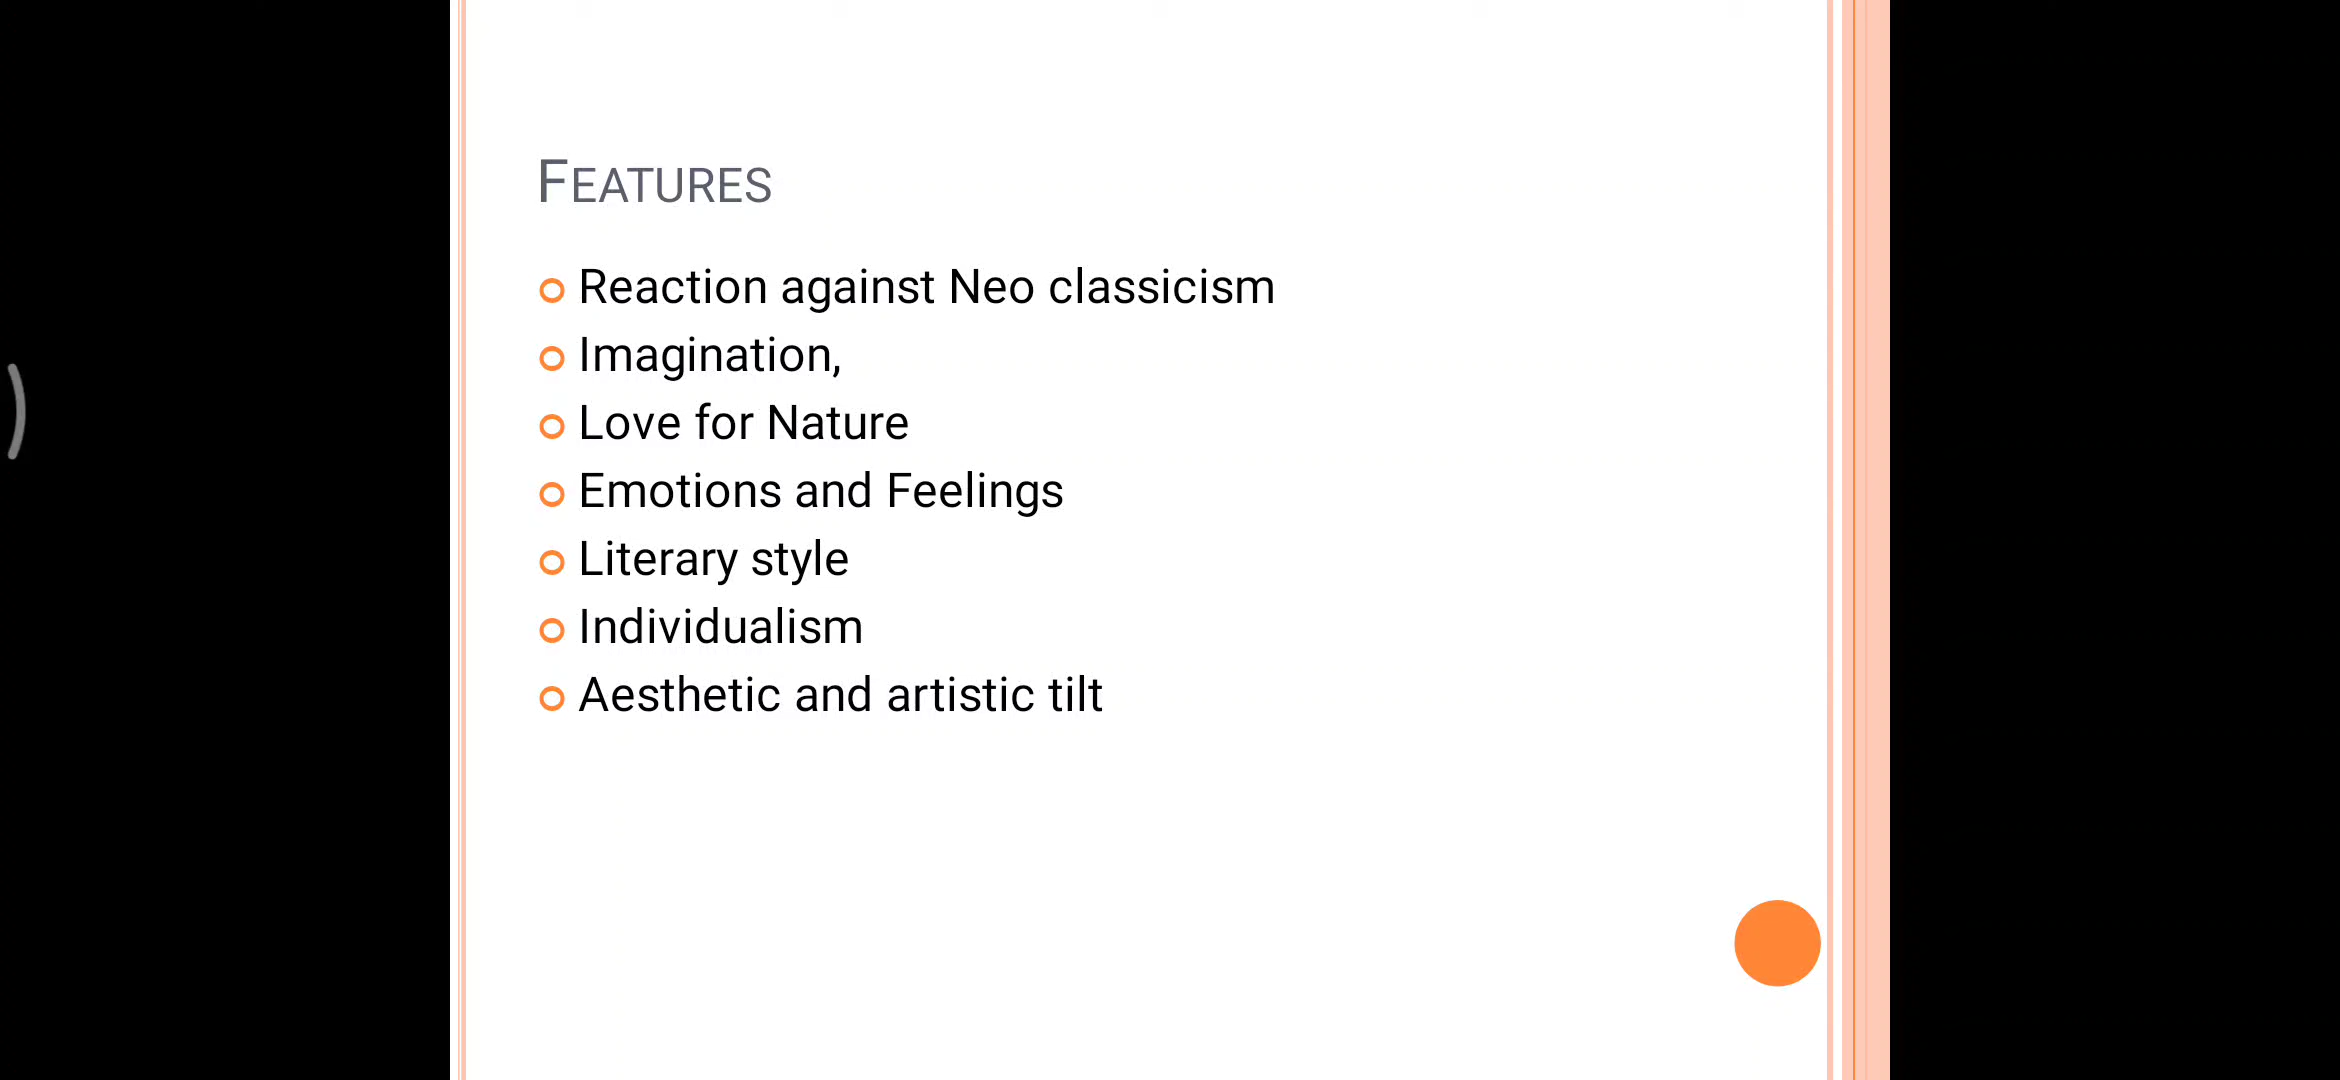 FEATURES
Reaction against Neo classicism
Imagination,
Love for Nature
Emotions and Feelings
Literary style
Individualism
Aesthetic and artistic tilt